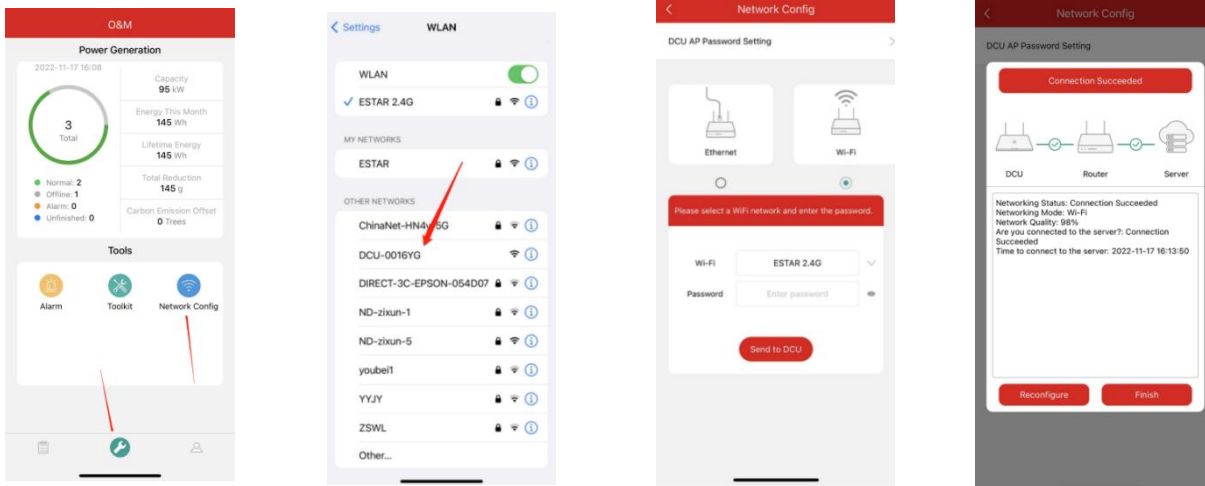 O&M
Power Generation
2022-11-17 16:08
3
Total
Normal: 2
Offline: 1
Alarm: 0
Unfinished: 0
Capacity
95 kW
Energy This Month
145 Wh
Lifetime Energy
145 Wh
Total Reduction
145 g
Carbon Emission Offset
0 Trees
Tools
Alarm
Toolkit
Network Config
Settings
WLAN
WLAN
ESTAR 2.4G
MY NETWORKS
ESTAR
OTHER NETWORKS
ChinaNet-HN4v-5G
DCU-0016YG
DIRECT-3C-EPSON-054D07
ND-zixun-1
ND-zixun-5
youbei1
YYJY
ZSWL
Other...
Network Config
DCU AP Password Setting
Ethernet
Wi-Fi
Please select a WiFi network and enter the password.
Wi-Fi
ESTAR 2.4G
Password
Enter password
Send to DCU
Network Config
DCU AP Password Setting
Connection Succeeded
DCU
Router
Server
Networking Status: Connection Succeeded
Networking Mode: Wi-Fi
Network Quality: 98%
Are you connected to the server?: Connection
Succeeded
Time to connect to the server: 2022-11-17 16:13:50
Reconfigure
Finish